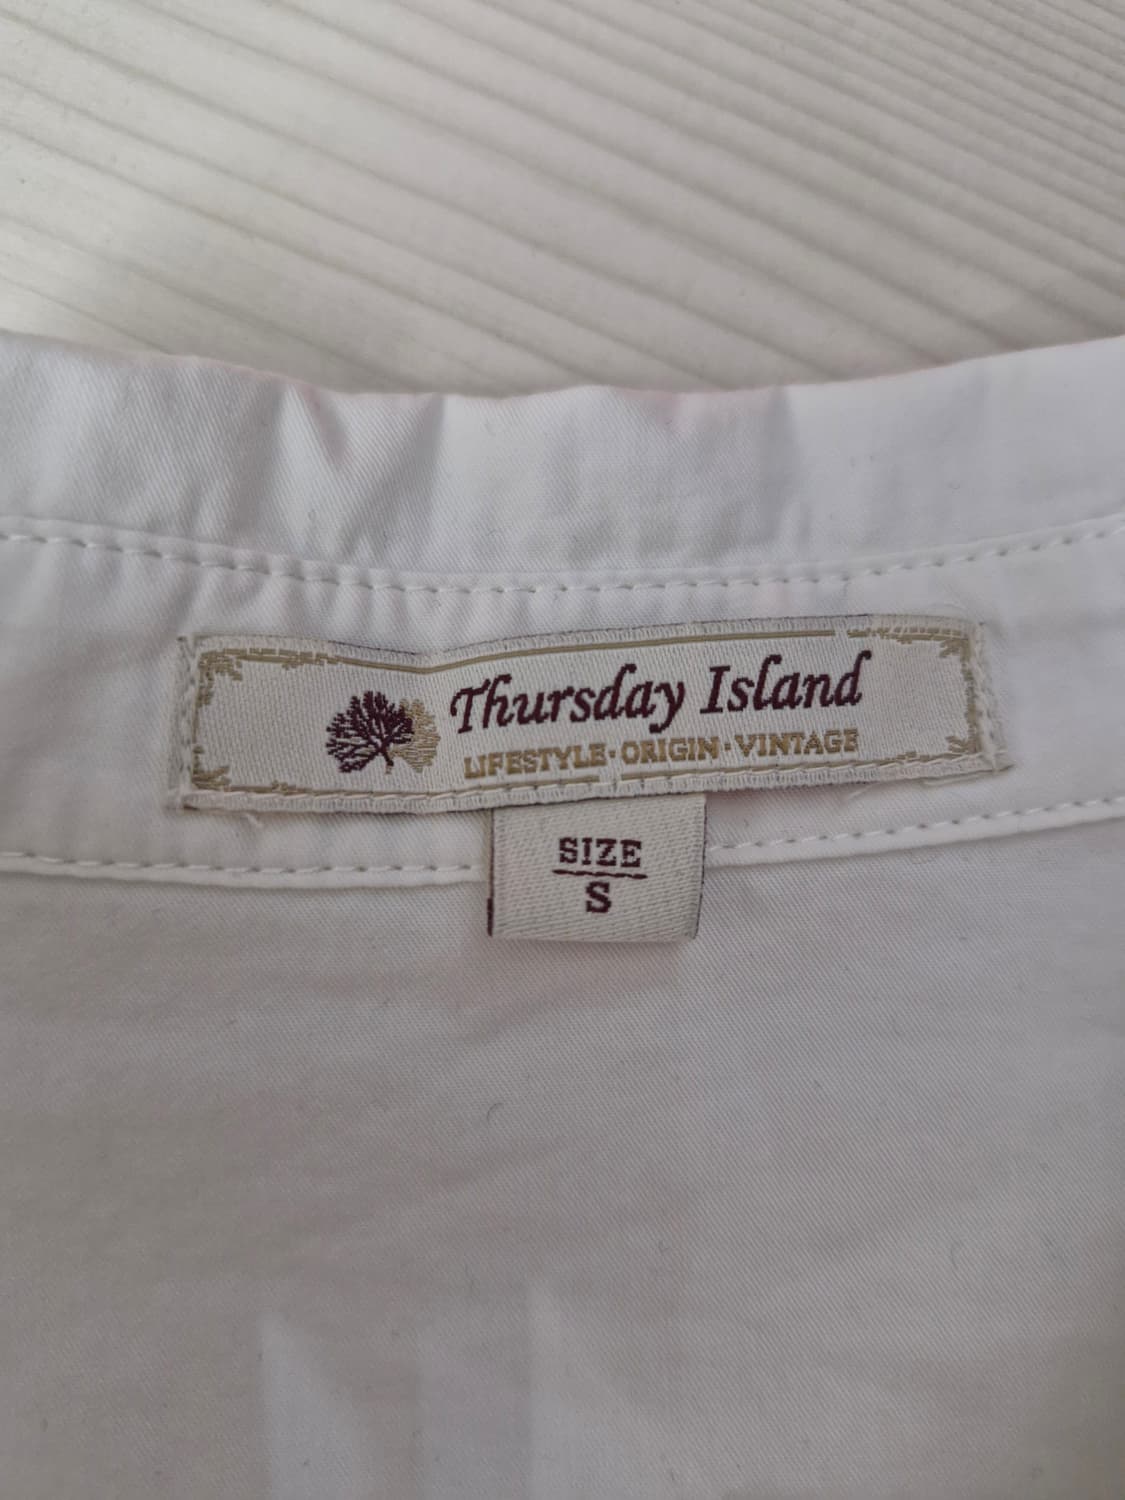 Thursday Island
LIFESTYLE·ORIGIN·VINTAGE
SIZE
S